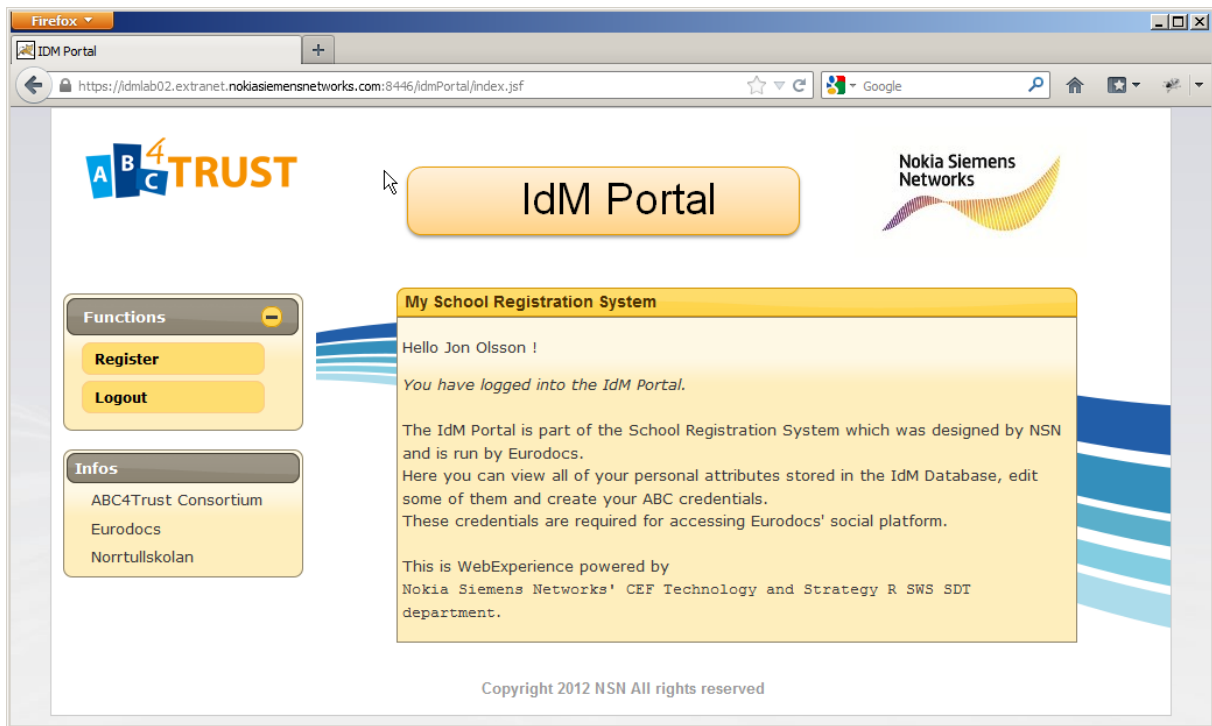 Firefox
IDM Portal
https://idmlab02.extranet.nokiasiemensnetworks.com:8446/idmPortal/index.jsf
Google
ABC4TRUST
IdM Portal
Nokia Siemens
Networks
Functions
Register
Logout
Infos
ABC4Trust Consortium
Eurodocs
Norrtullskolan
My School Registration System
Hello Jon Olsson !
You have logged into the IdM Portal.
The IdM Portal is part of the School Registration System which was designed by NSN
and is run by Eurodocs.
Here you can view all of your personal attributes stored in the IdM Database, edit
some of them and create your ABC credentials.
These credentials are required for accessing Eurodocs' social platform.
This is WebExperience powered by
Nokia Siemens Networks' CEF Technology and Strategy R SWS SDT
department.
Copyright 2012 NSN All rights reserved